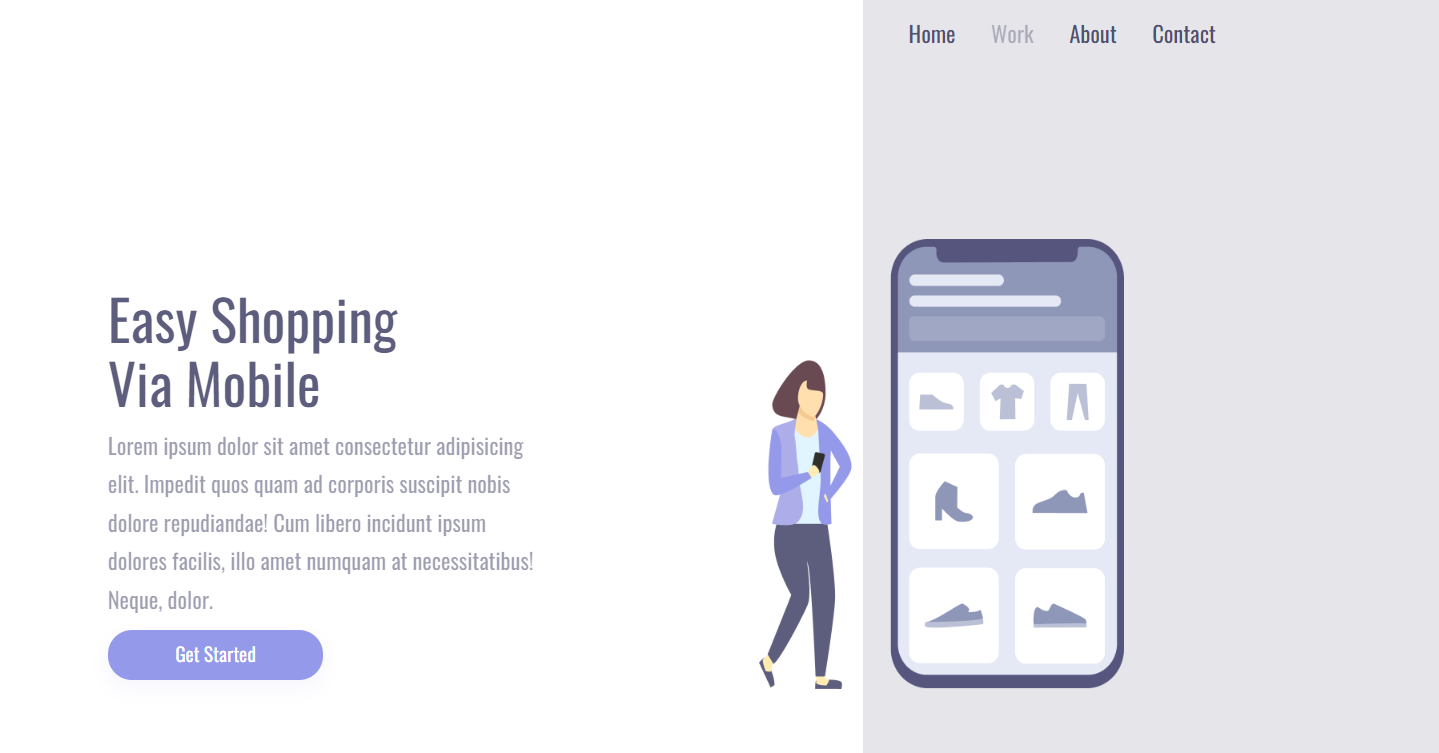 Home Work About Contact
Easy Shopping
Via Mobile
Lorem ipsum dolor sit amet consectetur adipisicing
elit. Impedit quos quam ad corporis suscipit nobis
dolore repudiandae! Cum libero incidunt ipsum
dolores facilis, illo amet numquam at necessitatibus!
Neque, dolor.
Get Started